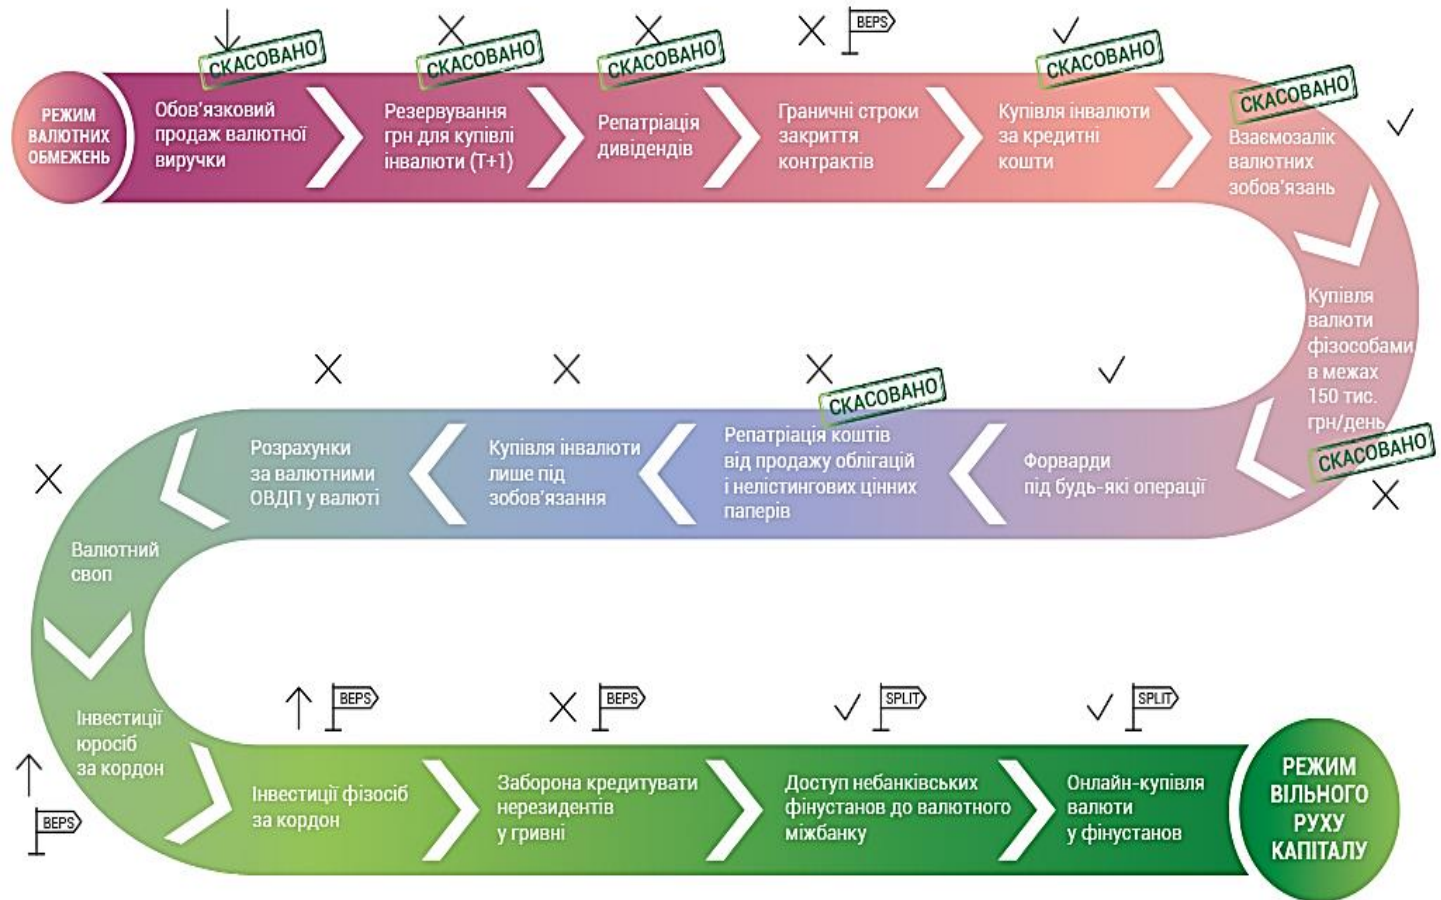 BEPS
СКАСОВАНО
СКАСОВАНО
СКАСОВАНО
СКАСОВАНО
СКАСОВАНО
РЕЖИМ
ВАЛЮТНИХ
ОБМЕЖЕНЬ
Обов’язковий
продаж валютної
виручки
Резервування
грн для купівлі
інвалюти (Т+1)
Репатріація
дивідендів
Граничні строки
закриття
контрактів
Купівля інвалюти
за кредитні
кошти
Взаємозалік
валютних
зобов’язань
Купівля
валюти
фізособами
в межах
150 тис.
грн/день
СКАСОВАНО
Форварди
під будь-які операції
СКАСОВАНО
Репатріація коштів
від продажу облігацій
і нелістингових цінних
паперів
Купівля інвалюти
лише під
зобов’язання
Розрахунки
за валютними
ОВДП у валюті
Валютний
своп
Інвестиції
юросіб
за кордон
BEPS
BEPS
Інвестиції фізосіб
за кордон
BEPS
Заборона кредитувати
нерезидентів
у гривні
SPLIT
Доступ небанківських
фінустанов до валютного
міжбанку
SPLIT
Онлайн-купівля
валюти
у фінустанов
РЕЖИМ
ВІЛЬНОГО
РУХУ
КАПІТАЛУ